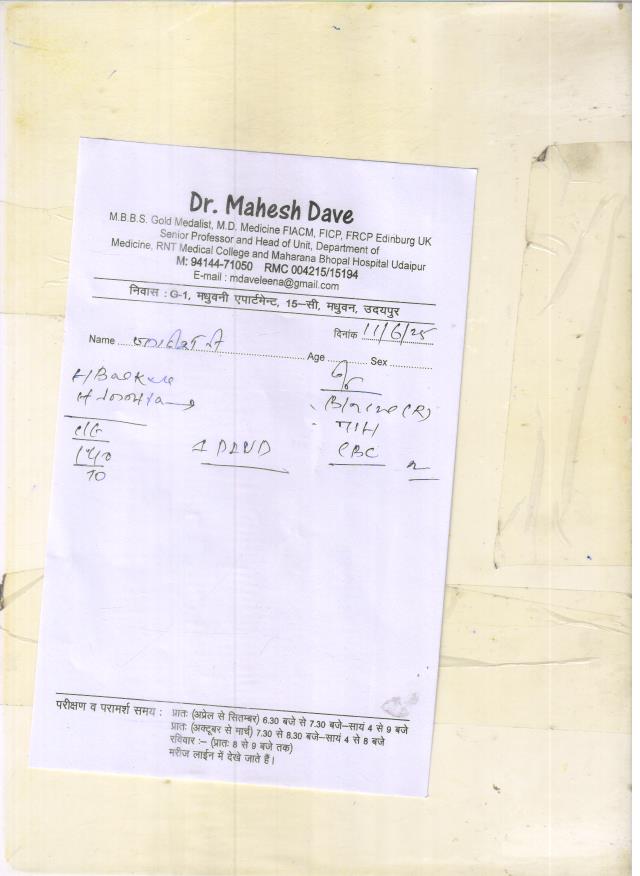 Dr. Mahesh Dave
M.B.B.S. Gold Medalist, M.D. Medicine FIACM, FICP, FRCP Edinburg UK
Senior Professor and Head of Unit, Department of
Medicine, RNT Medical College and Maharana Bhopal Hospital Udaipur
M: 94144-71050 RMC 004215/15194
E-mail : mdaveleena@gmail.com
निवास : G-1, मधुवनी एपार्टमेन्ट, 15–सी, मधुवन, उदयपुर
दिनांक 11/6/25
Name Age Sex
CBC
परीक्षण व परामर्श समय : प्रातः (अप्रेल से सितम्बर) 6.30 बजे से 7.30 बजे–सायं 4 से 9 बजे
प्रातः (अक्टूबर से मार्च) 7.30 से 8.30 बजे–सायं 4 से 8 बजे
रविवार :– (प्रातः 8 से 9 बजे तक)
मरीज लाईन में देखे जाते हैं।